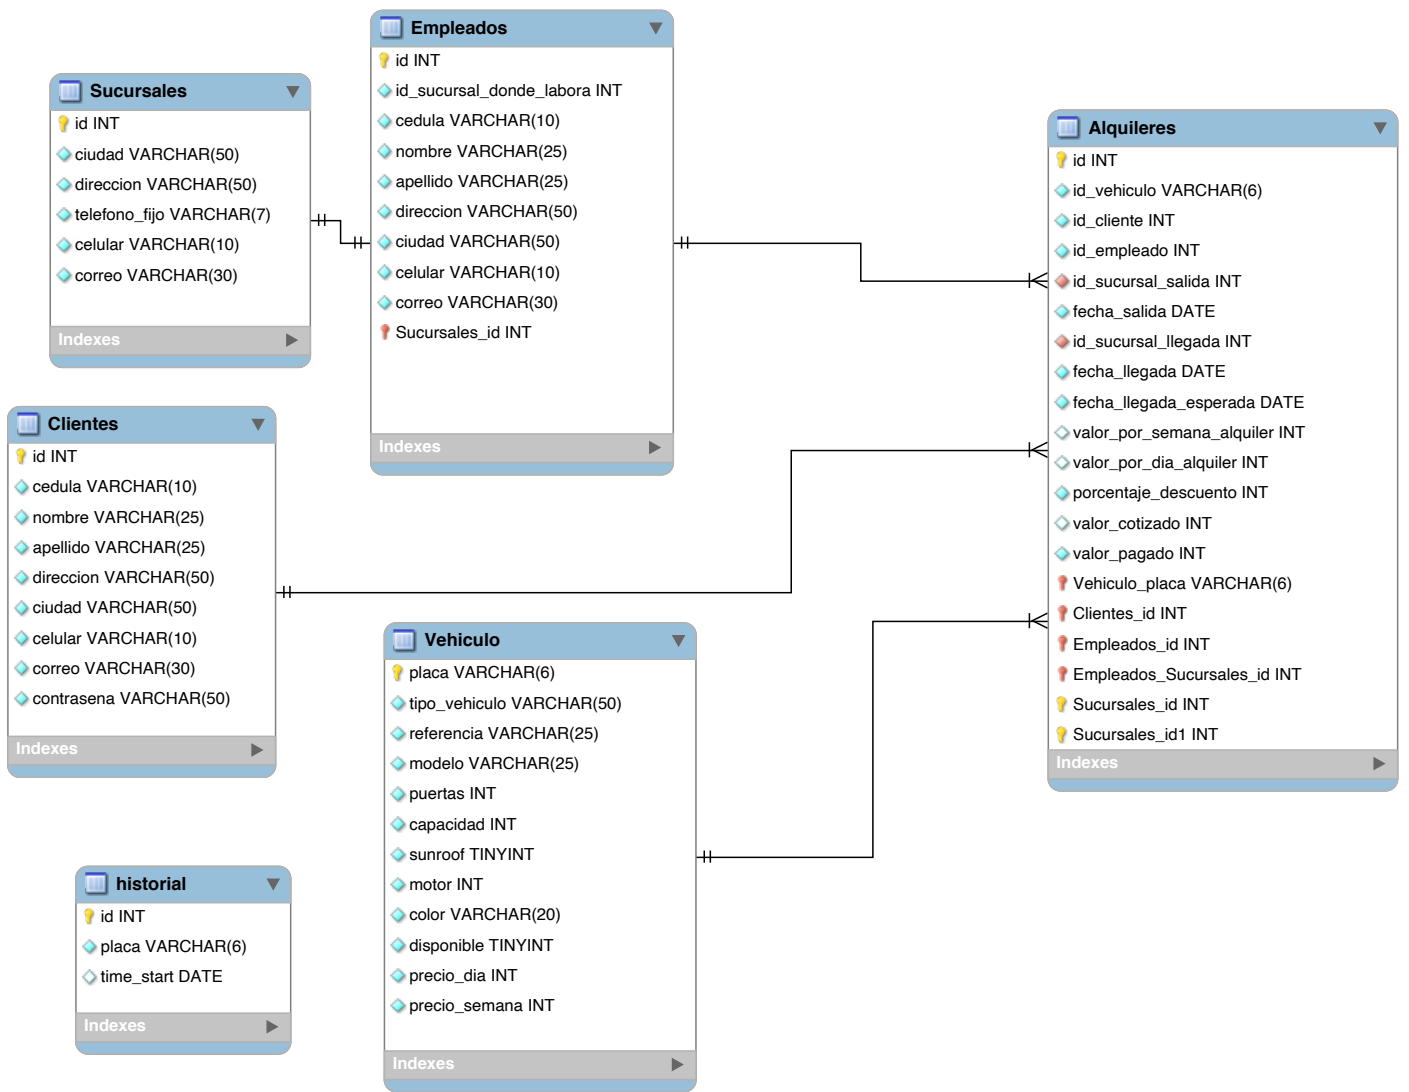 Sucursales
id INT
ciudad VARCHAR(50)
direccion VARCHAR(50)
telefono_fijo VARCHAR(7)
celular VARCHAR(10)
correo VARCHAR(30)
Indexes
Empleados
id INT
id_sucursal_donde_labora INT
cedula VARCHAR(10)
nombre VARCHAR(25)
apellido VARCHAR(25)
direccion VARCHAR(50)
ciudad VARCHAR(50)
celular VARCHAR(10)
correo VARCHAR(30)
Sucursales_id INT
Indexes
Alquileres
id INT
id_vehiculo VARCHAR(6)
id_cliente INT
id_empleado INT
id_sucursal_salida INT
fecha_salida DATE
id_sucursal_llegada INT
fecha_llegada DATE
fecha_llegada_esperada DATE
valor_por_semana_alquiler INT
valor_por_dia_alquiler INT
porcentaje_descuento INT
valor_cotizado INT
valor_pagado INT
Vehiculo_placa VARCHAR(6)
Clientes_id INT
Empleados_id INT
Empleados_Sucursales_id INT
Sucursales_id INT
Sucursales_id1 INT
Indexes
Clientes
id INT
cedula VARCHAR(10)
nombre VARCHAR(25)
apellido VARCHAR(25)
direccion VARCHAR(50)
ciudad VARCHAR(50)
celular VARCHAR(10)
correo VARCHAR(30)
contrasena VARCHAR(50)
Indexes
Vehiculo
placa VARCHAR(6)
tipo_vehiculo VARCHAR(50)
referencia VARCHAR(25)
modelo VARCHAR(25)
puertas INT
capacidad INT
sunroof TINYINT
motor INT
color VARCHAR(20)
disponible TINYINT
precio_dia INT
precio_semana INT
Indexes
historial
id INT
placa VARCHAR(6)
time_start DATE
Indexes